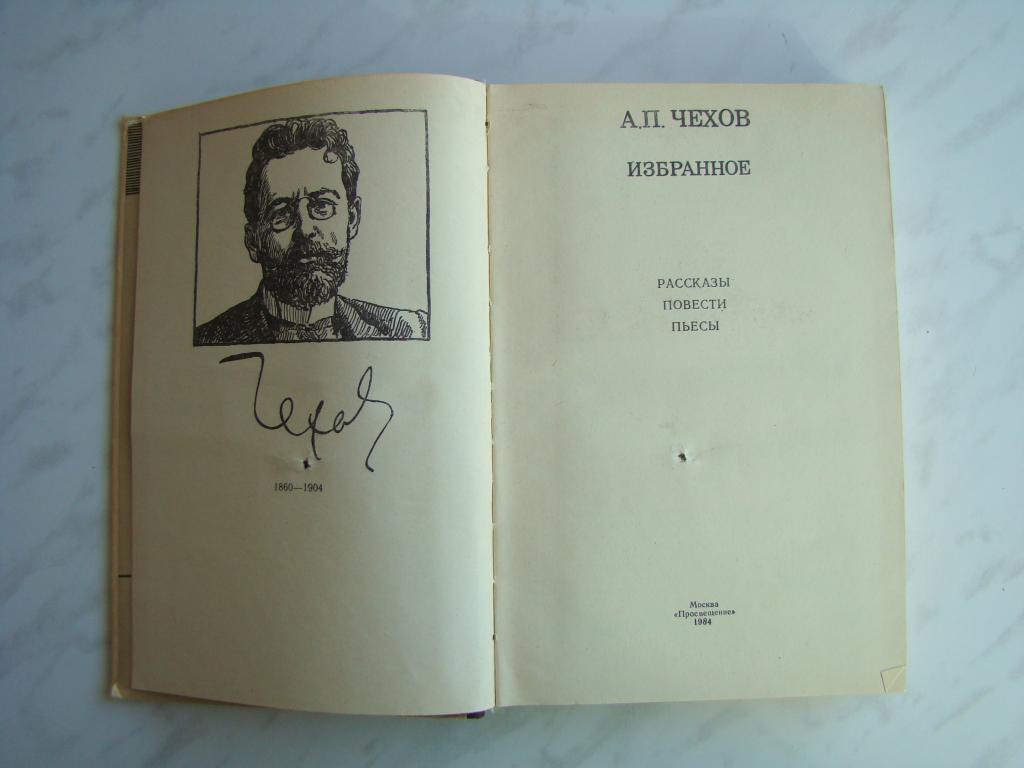 Чехов
1860—1904
А.П. ЧЕХОВ
ИЗБРАННОЕ
РАССКАЗЫ
ПОВЕСТИ
ПЬЕСЫ
Москва
«Просвещение»
1984